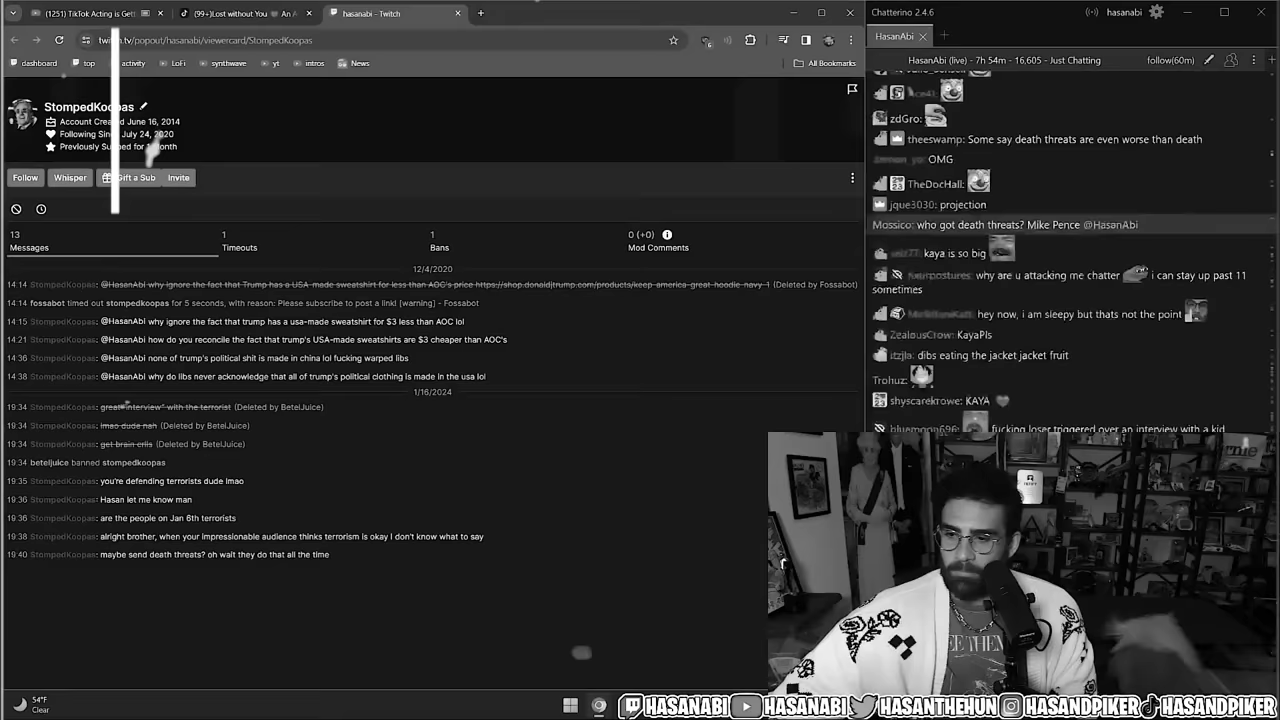 (1251) TikTok Acting is Gett
(99+)Lost without You
An A
hasanabi - Twitch
.tv/popout/hasanabi/viewercard/StompedKoopas
dashboard
top
activity
LoFi
synthwave
yt
intros
News
All Bookmarks
StompedKoopas
Account Created June 16, 2014
Following Since July 24, 2020
Previously Subbed for 1 Month
Follow
Whisper
Gift a Sub
Invite
13
Messages
1
Timeouts
1
Bans
0 (+0)
Mod Comments
12/4/2020
14:14 StompedKoopas: @HasanAbi why ignore the fact that Trump has a USA-made sweatshirt for less than AOC's price https://shop.donaldjtrump.com/products/keep-america-great-hoodie-navy-1 (Deleted by Fossabot)
14:14 fossabot timed out stompedkoopas for 5 seconds, with reason: Please subscribe to post a link! [warning] - Fossabot
14:15 StompedKoopas: @HasanAbi why ignore the fact that trump has a usa-made sweatshirt for $3 less than AOC lol
14:21 StompedKoopas: @HasanAbi how do you reconcile the fact that trump's USA-made sweatshirts are $3 cheaper than AOC's
14:36 StompedKoopas: @HasanAbi none of trump's political shit is made in china lol fucking warped libs
14:38 StompedKoopas: @HasanAbi why do libs never acknowledge that all of trump's political clothing is made in the usa lol
1/16/2024
19:34 StompedKoopas: great "interview" with the terrorist (Deleted by BetelJuice)
19:34 StompedKoopas: lmao dude nah (Deleted by BetelJuice)
19:34 StompedKoopas: get brain cells (Deleted by BetelJuice)
19:34 beteljuice banned stompedkoopas
19:35 StompedKoopas: you're defending terrorists dude lmao
19:36 StompedKoopas: Hasan let me know man
19:36 StompedKoopas: are the people on Jan 6th terrorists
19:38 StompedKoopas: alright brother, when your impressionable audience thinks terrorism is okay I don't know what to say
19:40 StompedKoopas: maybe send death threats? oh wait they do that all the time
54°F
Clear
Chatterino 2.4.6
hasanabi
HasanAbi
HasanAbi (live) - 7h 54m - 16,605 - Just Chatting
follow(60m)
zdGro:
theeswamp: Some say death threats are even worse than death
OMG
TheDocHall:
jque3030: projection
Mossico: who got death threats? Mike Pence @HasanAbi
kaya is so big
why are u attacking me chatter i can stay up past 11
sometimes
hey now, i am sleepy but thats not the point
ZealousCrow: KayaPls
itzjla: dibs eating the jacket jacket fruit
Trohuz:
shyscarekrowe: KAYA
bluemoon696: fucking loser triggered over an interview with a kid
HASANABI
HASANABI
HASANTHEHUN
HASANDPIKER
HASANDPIKER